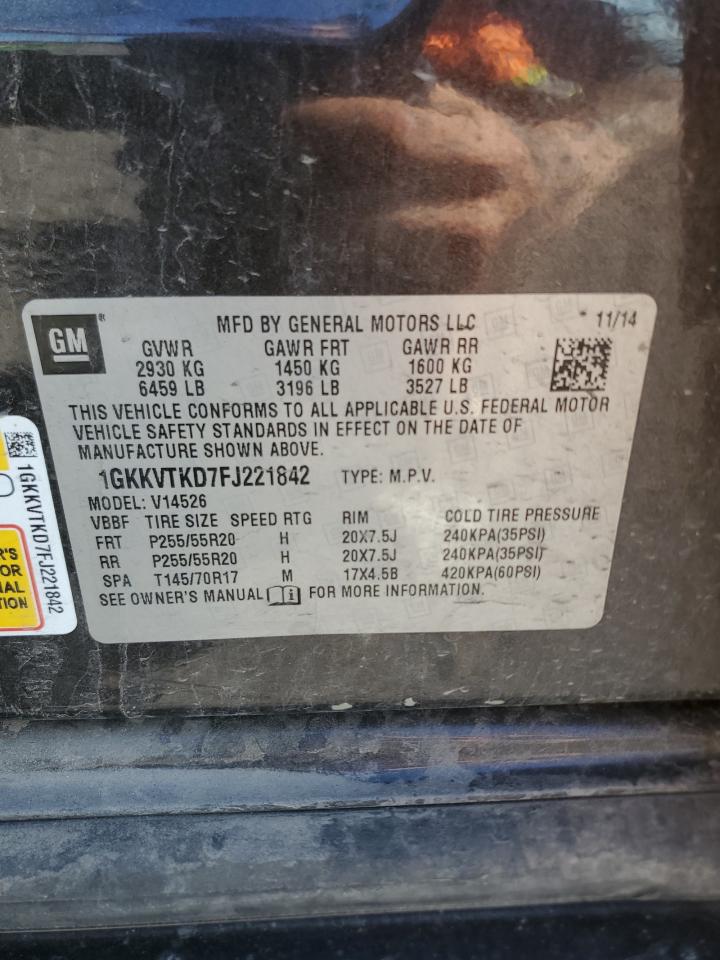 GM
MFD BY GENERAL MOTORS LLC 11/14
GVWR GAWR FRT GAWR RR
2930 KG 1450 KG 1600 KG
6459 LB 3196 LB 3527 LB
THIS VEHICLE CONFORMS TO ALL APPLICABLE U.S. FEDERAL MOTOR
VEHICLE SAFETY STANDARDS IN EFFECT ON THE DATE OF
MANUFACTURE SHOWN ABOVE.
1GKKVTKD7FJ221842 TYPE: M.P.V.
MODEL: V14526
VBBF TIRE SIZE SPEED RTG RIM COLD TIRE PRESSURE
FRT P255/55R20 H 20X7.5J 240KPA(35PSI)
RR P255/55R20 H 20X7.5J 240KPA(35PSI)
SPA T145/70R17 M 17X4.5B 420KPA(60PSI)
SEE OWNER'S MANUAL FOR MORE INFORMATION.
1GKKVTKD7FJ221842